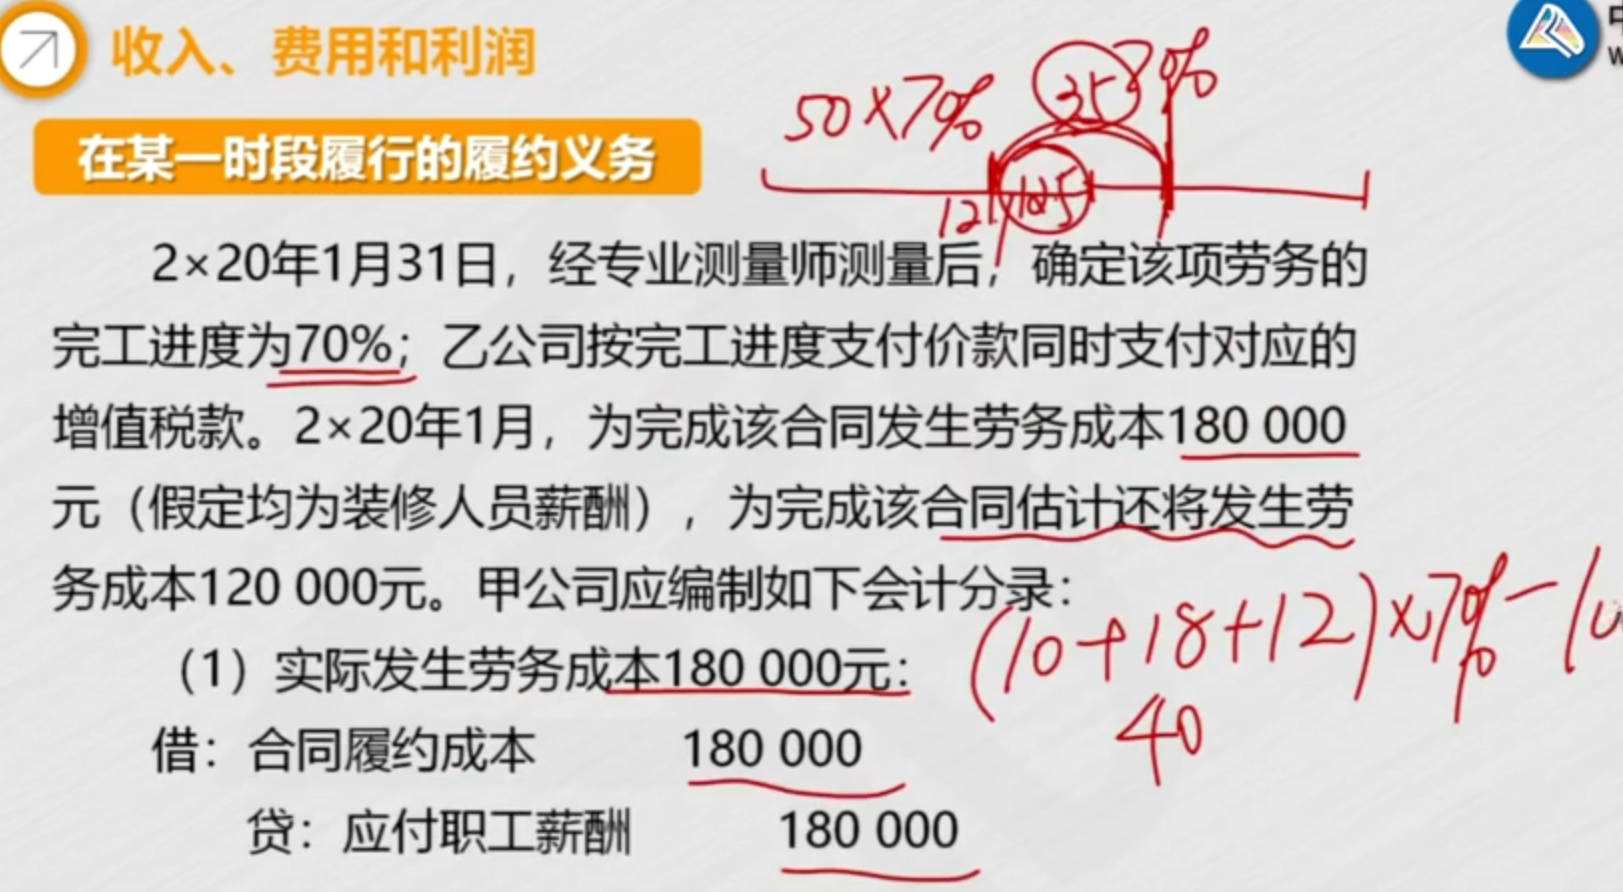 收入、费用和利润
在某一时段履行的履约义务
50×70%
35
70%
12.5
12
2×20年1月31日，经专业测量师测量后，确定该项劳务的
完工进度为70%；乙公司按完工进度支付价款同时支付对应的
增值税款。2×20年1月，为完成该合同发生劳务成本180 000
元（假定均为装修人员薪酬），为完成该合同估计还将发生劳
务成本120 000元。甲公司应编制如下会计分录：
(10+18+12)×70%-10
（1）实际发生劳务成本180 000元：
40
借：合同履约成本 180 000
贷：应付职工薪酬 180 000